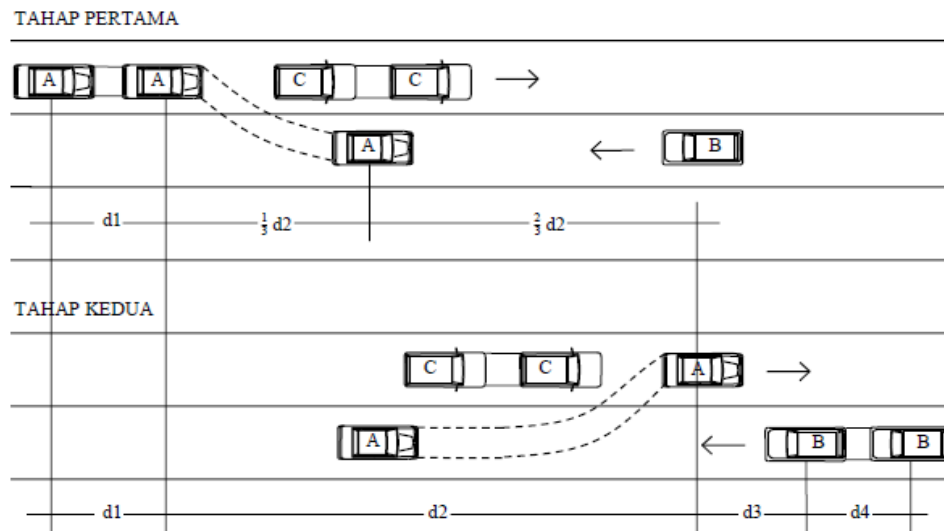 TAHAP PERTAMA
A A C C
A B
d1 ⅓ d2 ⅔ d2
TAHAP KEDUA
C C A
A B B
d1 d2 d3 d4